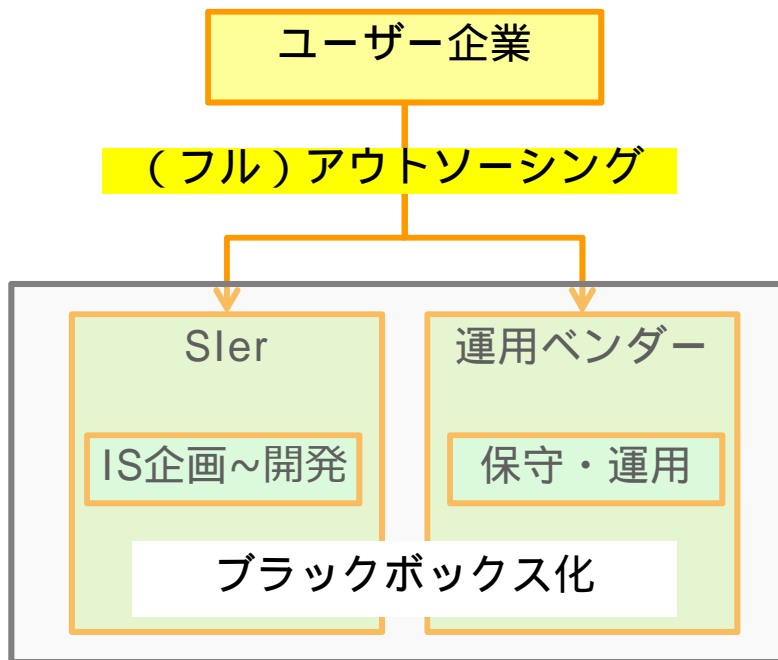 ユーザー企業
（フル）アウトソーシング
SIer
運用ベンダー
IS企画~開発
保守・運用
ブラックボックス化